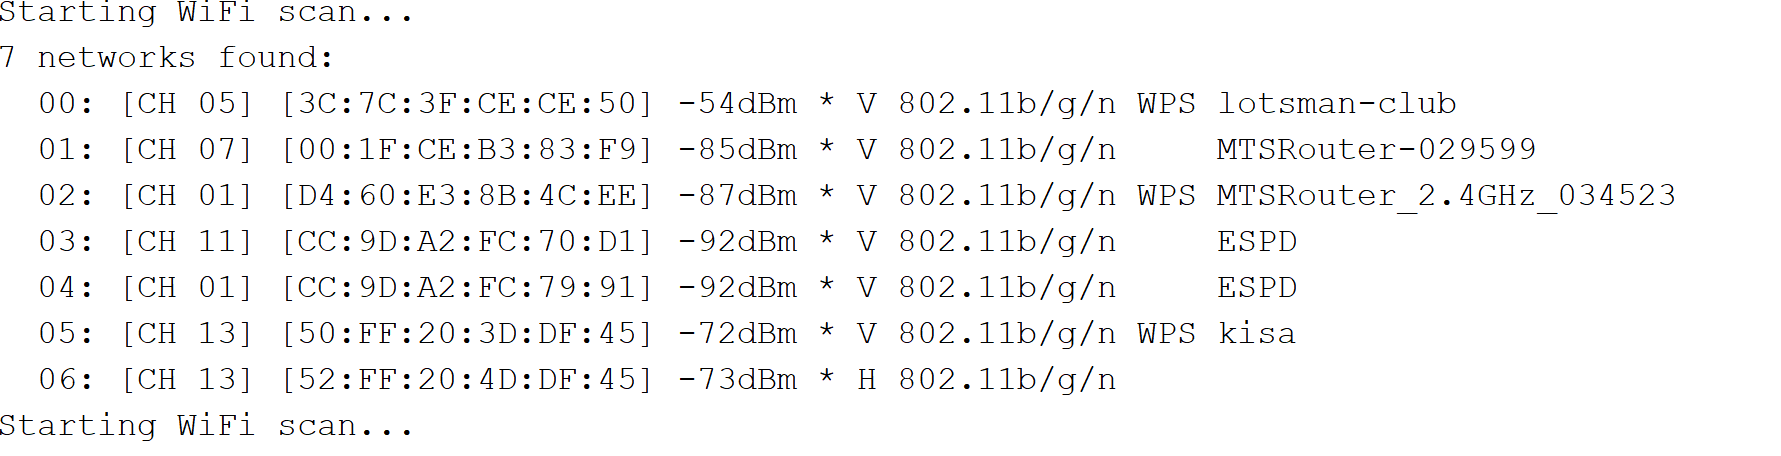 Starting WiFi scan...
7 networks found:
  00: [CH 05] [3C:7C:3F:CE:CE:50] -54dBm * V 802.11b/g/n WPS lotsman-club
  01: [CH 07] [00:1F:CE:B3:83:F9] -85dBm * V 802.11b/g/n     MTSRouter-029599
  02: [CH 01] [D4:60:E3:8B:4C:EE] -87dBm * V 802.11b/g/n WPS MTSRouter_2.4GHz_034523
  03: [CH 11] [CC:9D:A2:FC:70:D1] -92dBm * V 802.11b/g/n     ESPD
  04: [CH 01] [CC:9D:A2:FC:79:91] -92dBm * V 802.11b/g/n     ESPD
  05: [CH 13] [50:FF:20:3D:DF:45] -72dBm * V 802.11b/g/n WPS kisa
  06: [CH 13] [52:FF:20:4D:DF:45] -73dBm * H 802.11b/g/n
Starting WiFi scan...